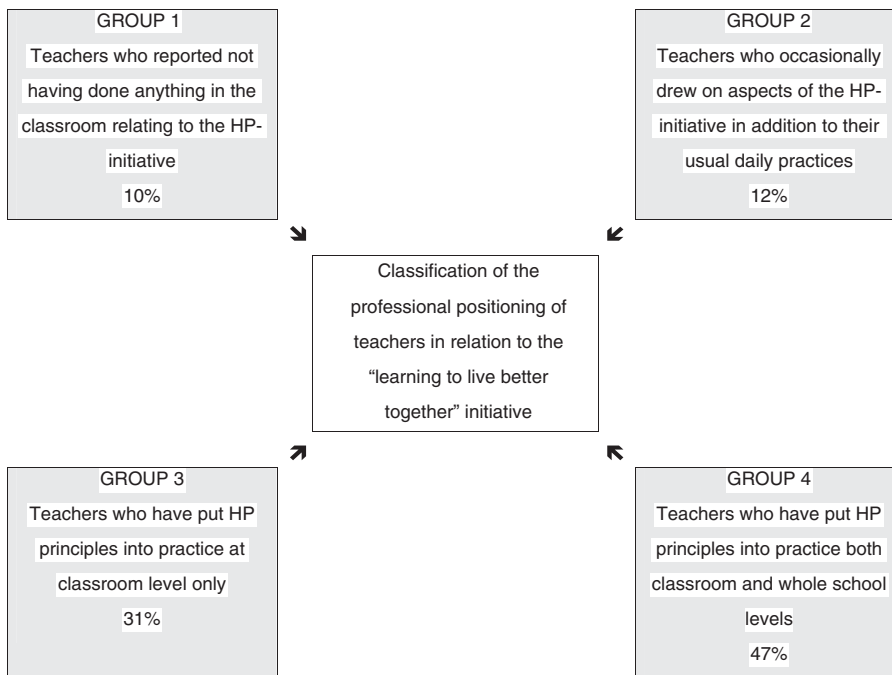 GROUP 1
Teachers who reported not
having done anything in the
classroom relating to the HP-
initiative
10%
GROUP 2
Teachers who occasionally
drew on aspects of the HP-
initiative in addition to their
usual daily practices
12%
Classification of the
professional positioning of
teachers in relation to the
“learning to live better
together” initiative
GROUP 3
Teachers who have put HP
principles into practice at
classroom level only
31%
GROUP 4
Teachers who have put HP
principles into practice both
classroom and whole school
levels
47%